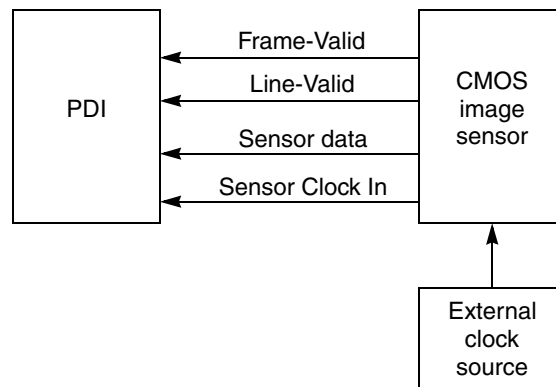 Frame-Valid
Line-Valid
Sensor data
Sensor Clock In
PDI
CMOS
image
sensor
External
clock
source